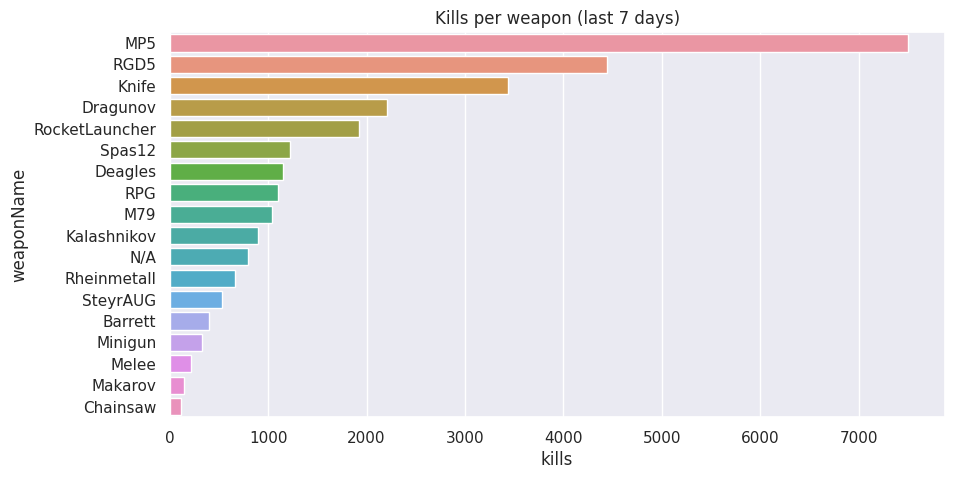 Kills per weapon (last 7 days)
weaponName
MP5
RGD5
Knife
Dragunov
RocketLauncher
Spas12
Deagles
RPG
M79
Kalashnikov
N/A
Rheinmetall
SteyrAUG
Barrett
Minigun
Melee
Makarov
Chainsaw
0 1000 2000 3000 4000 5000 6000 7000
kills